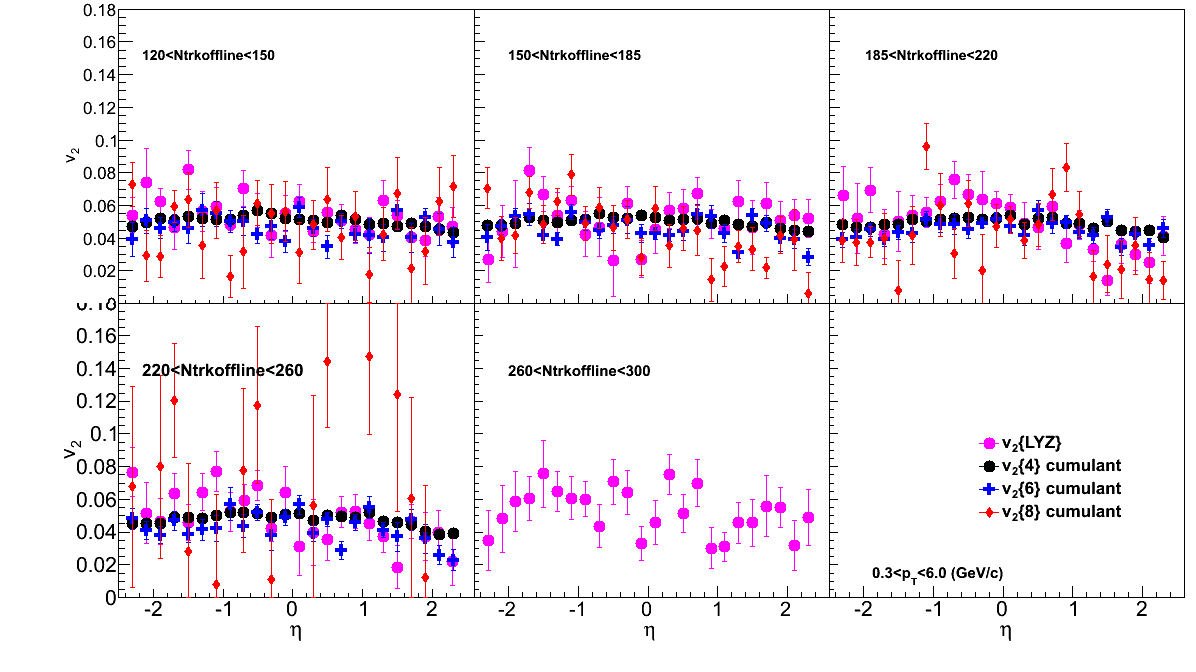 0.18
0.16
0.14
0.12
0.1
0.08
0.06
0.04
0.02
v2
120<Ntrkoffline<150
150<Ntrkoffline<185
185<Ntrkoffline<220
0.16
0.14
0.12
0.1
0.08
0.06
0.04
0.02
0
v2
220<Ntrkoffline<260
260<Ntrkoffline<300
v2{LYZ}
v2{4} cumulant
v2{6} cumulant
v2{8} cumulant
0.3<pT<6.0 (GeV/c)
-2 -1 0 1 2
-2 -1 0 1 2
-2 -1 0 1 2
η
η
η